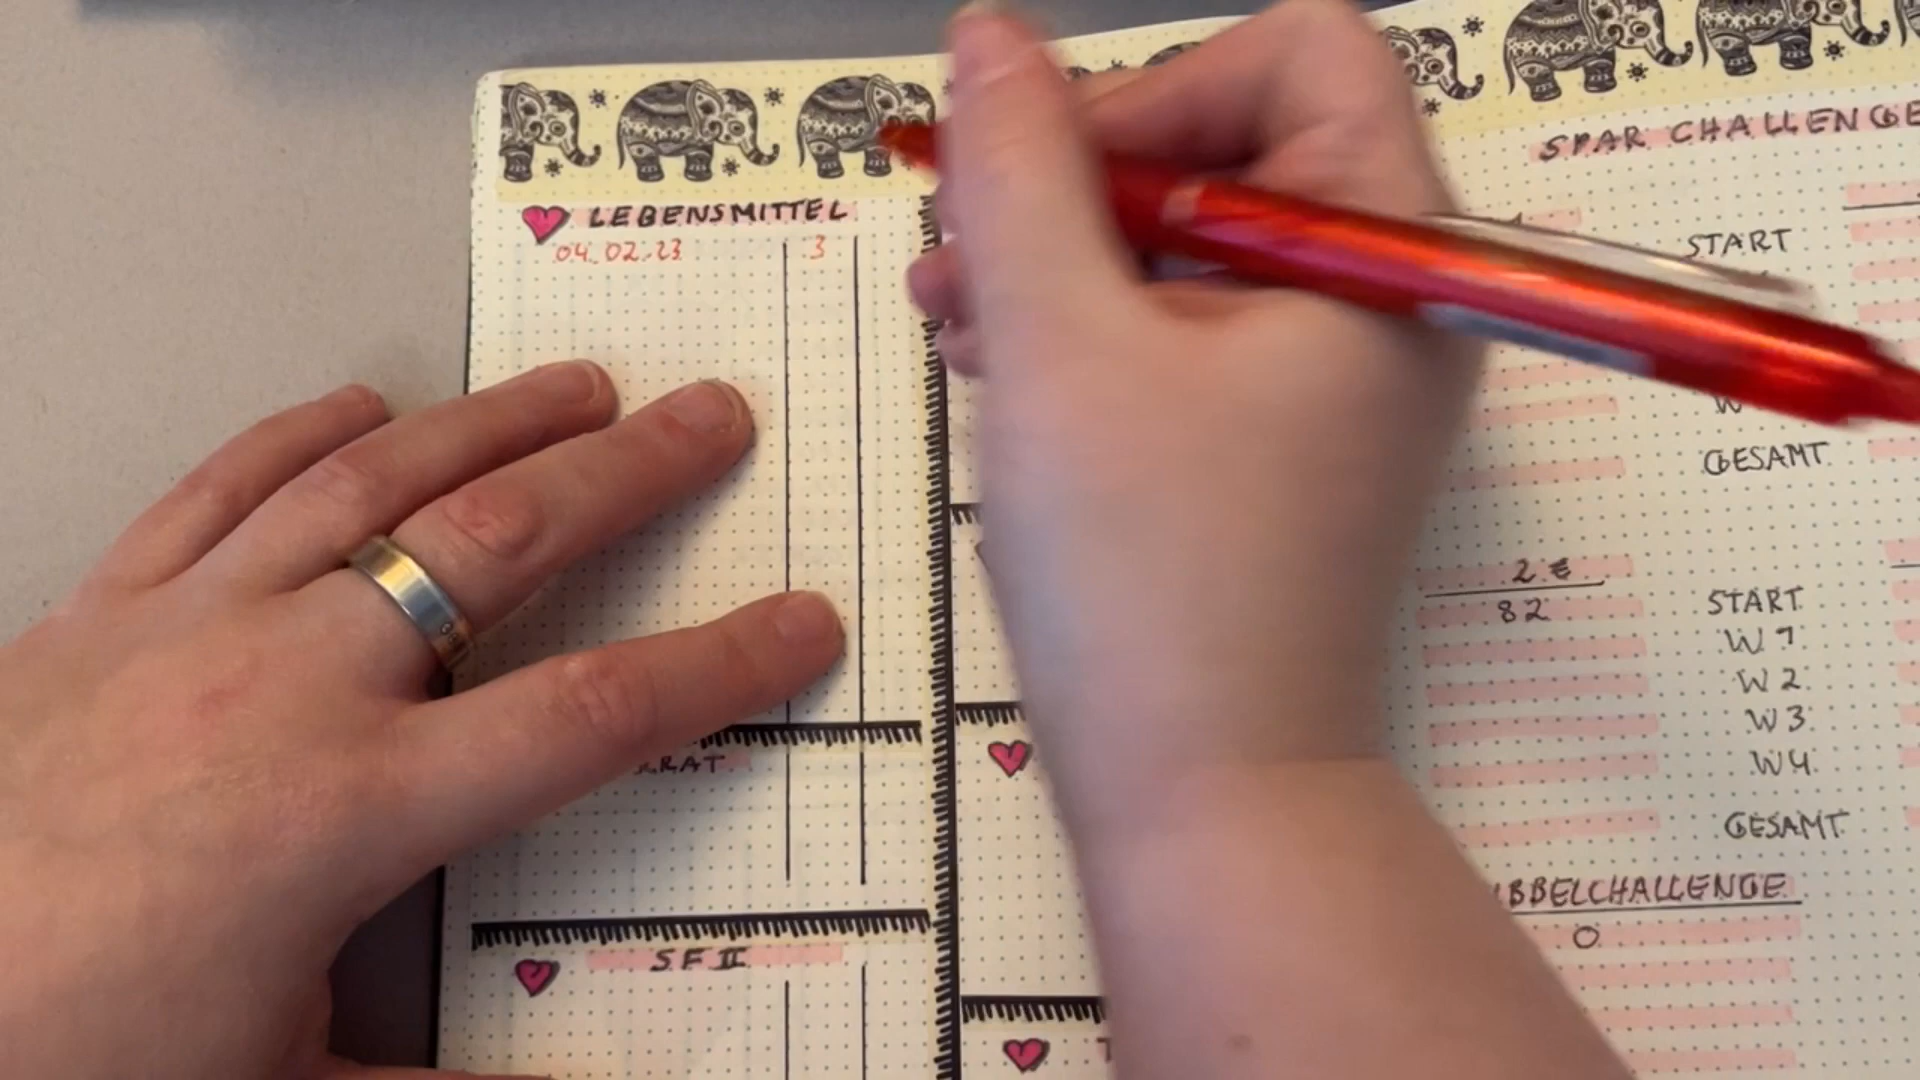 LEBENSMITTEL
04.02.23 3
SF II
SPAR CHALLENGE
START
GESAMT
2 €
82
START
W 1
W 2
W 3
W 4
GESAMT
0